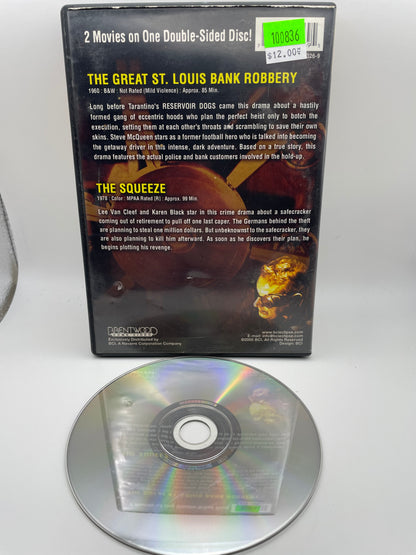 2 Movies on One Double-Sided Disc!
100836
$12.00
THE GREAT ST. LOUIS BANK ROBBERY
1960 : B&W : Not Rated (Mild Violence) : Approx. 85 Min.
Long before Tarantino's RESERVOIR DOGS came this drama about a hastily
formed gang of eccentric hoods who plan the perfect heist only to botch the
execution, setting them at each other's throats and scrambling to save their own
skins. Steve McQueen stars as a former football hero who is talked into becoming
the getaway driver in this intense, dark adventure. Based on a true story, this
drama features the actual police and bank customers involved in the hold-up.
THE SQUEEZE
1978 : Color : MPAA Rated (R) : Approx. 99 Min.
Lee Van Cleef and Karen Black star in this crime drama about a safecracker
coming out of retirement to pull off one last caper. The Germans behind the theft
are planning to steal one million dollars. But unbeknownst to the safecracker, they
are also planning to kill him afterward. As soon as he discovers their plan, he
begins plotting his revenge.
BRENTWOOD
HOME VIDEO
Exclusively Distributed by
BCI, A Navarre Corporation Company
www.bcieclipse.com
E-mail: info@bcieclipse.com
©2005 BCI. All Rights Reserved
Design: BCI